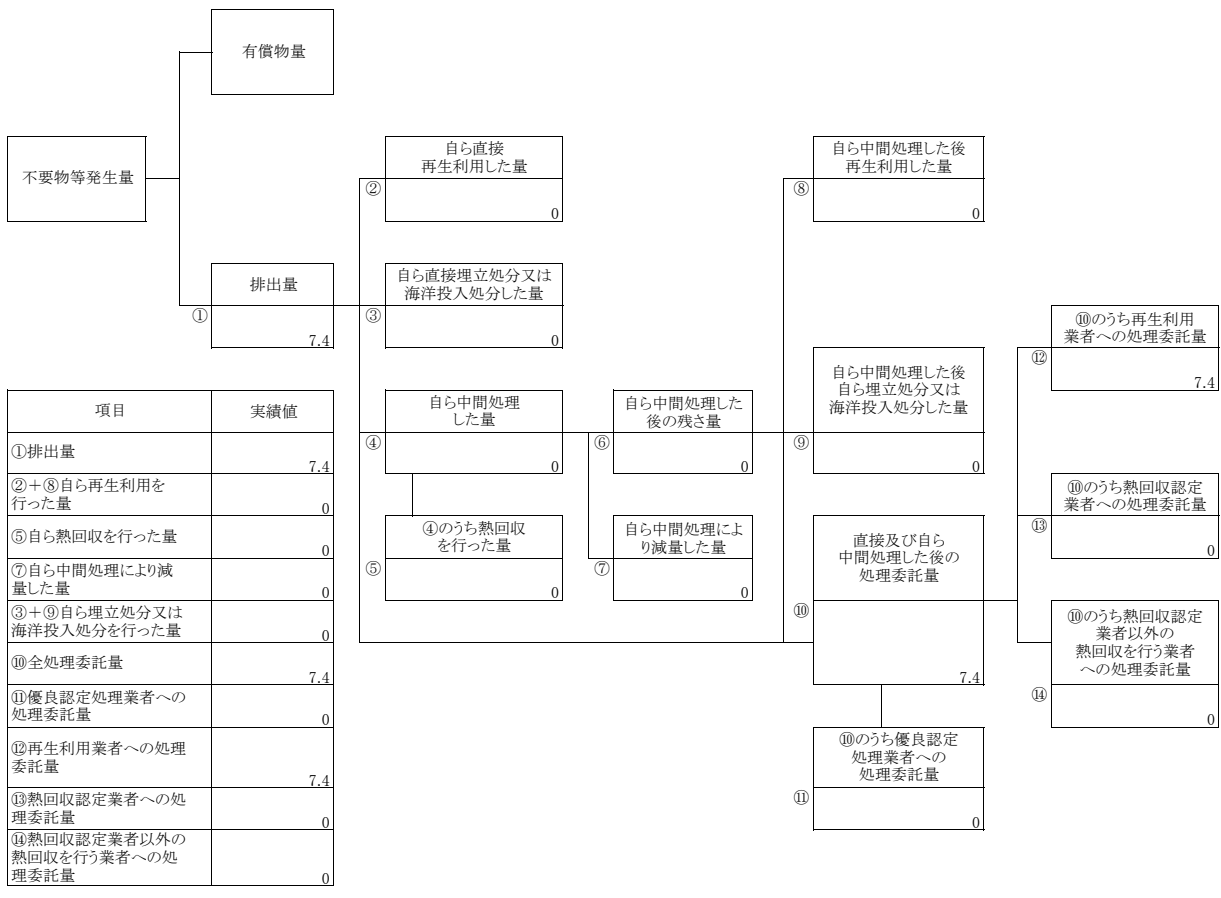 有償物量
不要物等発生量
排出量
①
7.4
自ら直接
再生利用した量
②
0
自ら直接埋立処分又は
海洋投入処分した量
③
0
自ら中間処理
した量
④
0
④のうち熱回収
を行った量
⑤
0
自ら中間処理した
後の残さ量
⑥
0
自ら中間処理によ
り減量した量
⑦
0
自ら中間処理した後
再生利用した量
⑧
0
自ら中間処理した後
自ら埋立処分又は
海洋投入処分した量
⑨
0
直接及び自ら
中間処理した後の
処理委託量
⑩
7.4
⑩のうち優良認定
処理業者への
処理委託量
⑪
0
⑩のうち再生利用
業者への処理委託量
⑫
7.4
⑩のうち熱回収認定
業者への処理委託量
⑬
0
⑩のうち熱回収認定
業者以外の
熱回収を行う業者
への処理委託量
⑭
0
項目 実績値
①排出量
7.4
②＋⑧自ら再生利用を
行った量
0
⑤自ら熱回収を行った量
0
⑦自ら中間処理により減
量した量
0
③＋⑨自ら埋立処分又は
海洋投入処分を行った量
0
⑩全処理委託量
7.4
⑪優良認定処理業者への
処理委託量
0
⑫再生利用業者への処理
委託量
7.4
⑬熱回収認定業者への処
理委託量
0
⑭熱回収認定業者以外の
熱回収を行う業者への処
理委託量
0